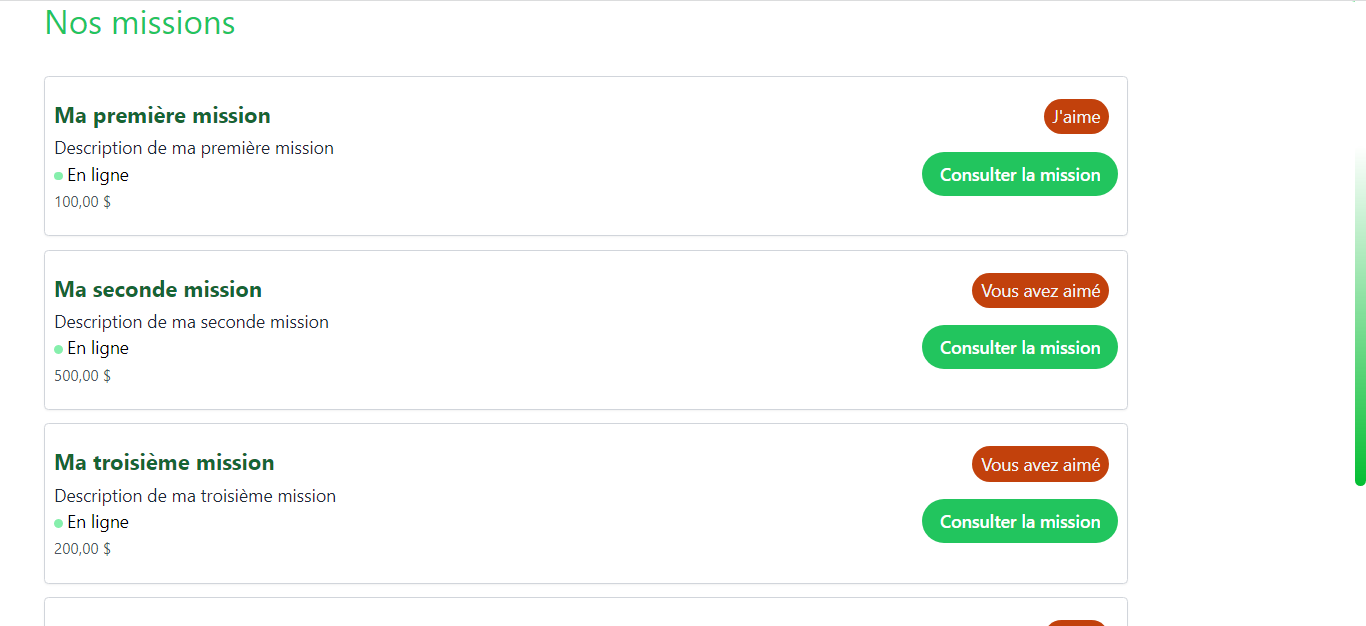 Nos missions
Ma première mission
J'aime
Description de ma première mission
En ligne
Consulter la mission
100,00 $
Ma seconde mission
Vous avez aimé
Description de ma seconde mission
En ligne
Consulter la mission
500,00 $
Ma troisième mission
Vous avez aimé
Description de ma troisième mission
En ligne
Consulter la mission
200,00 $